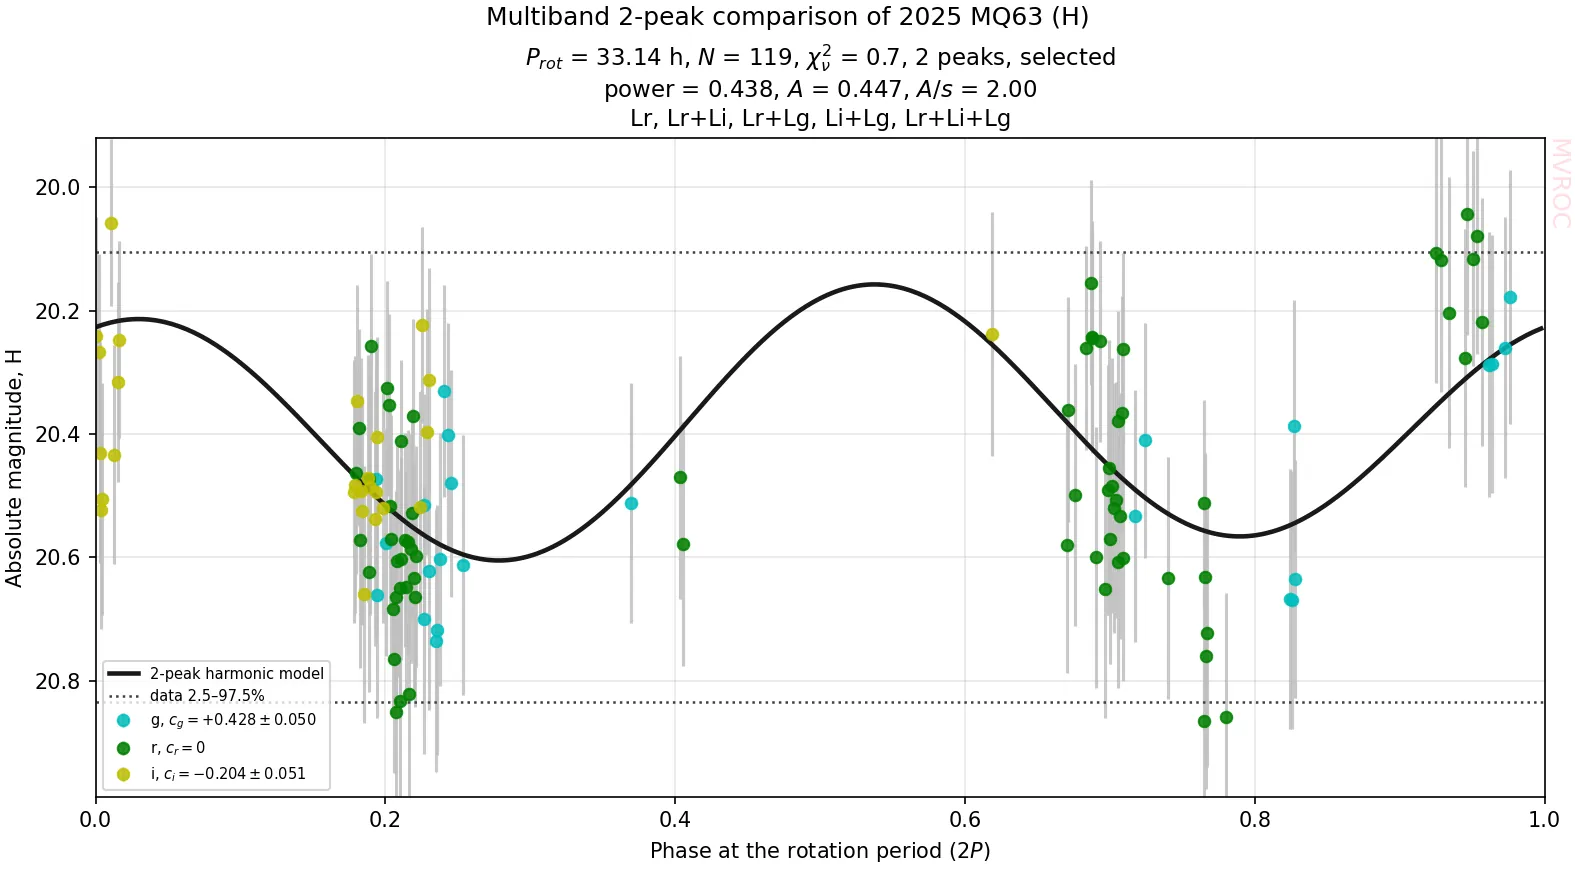 Multiband 2-peak comparison of 2025 MQ63 (H)
P_rot = 33.14 h, N = 119, χ²_ν = 0.7, 2 peaks, selected
power = 0.438, A = 0.447, A/s = 2.00
Lr, Lr+Li, Lr+Lg, Li+Lg, Lr+Li+Lg
MVROC
Absolute magnitude, H
20.0
20.2
20.4
20.6
20.8
2-peak harmonic model
data 2.5–97.5%
g, c_g = +0.428 ± 0.050
r, c_r = 0
i, c_i = −0.204 ± 0.051
0.0 0.2 0.4 0.6 0.8 1.0
Phase at the rotation period (2P)